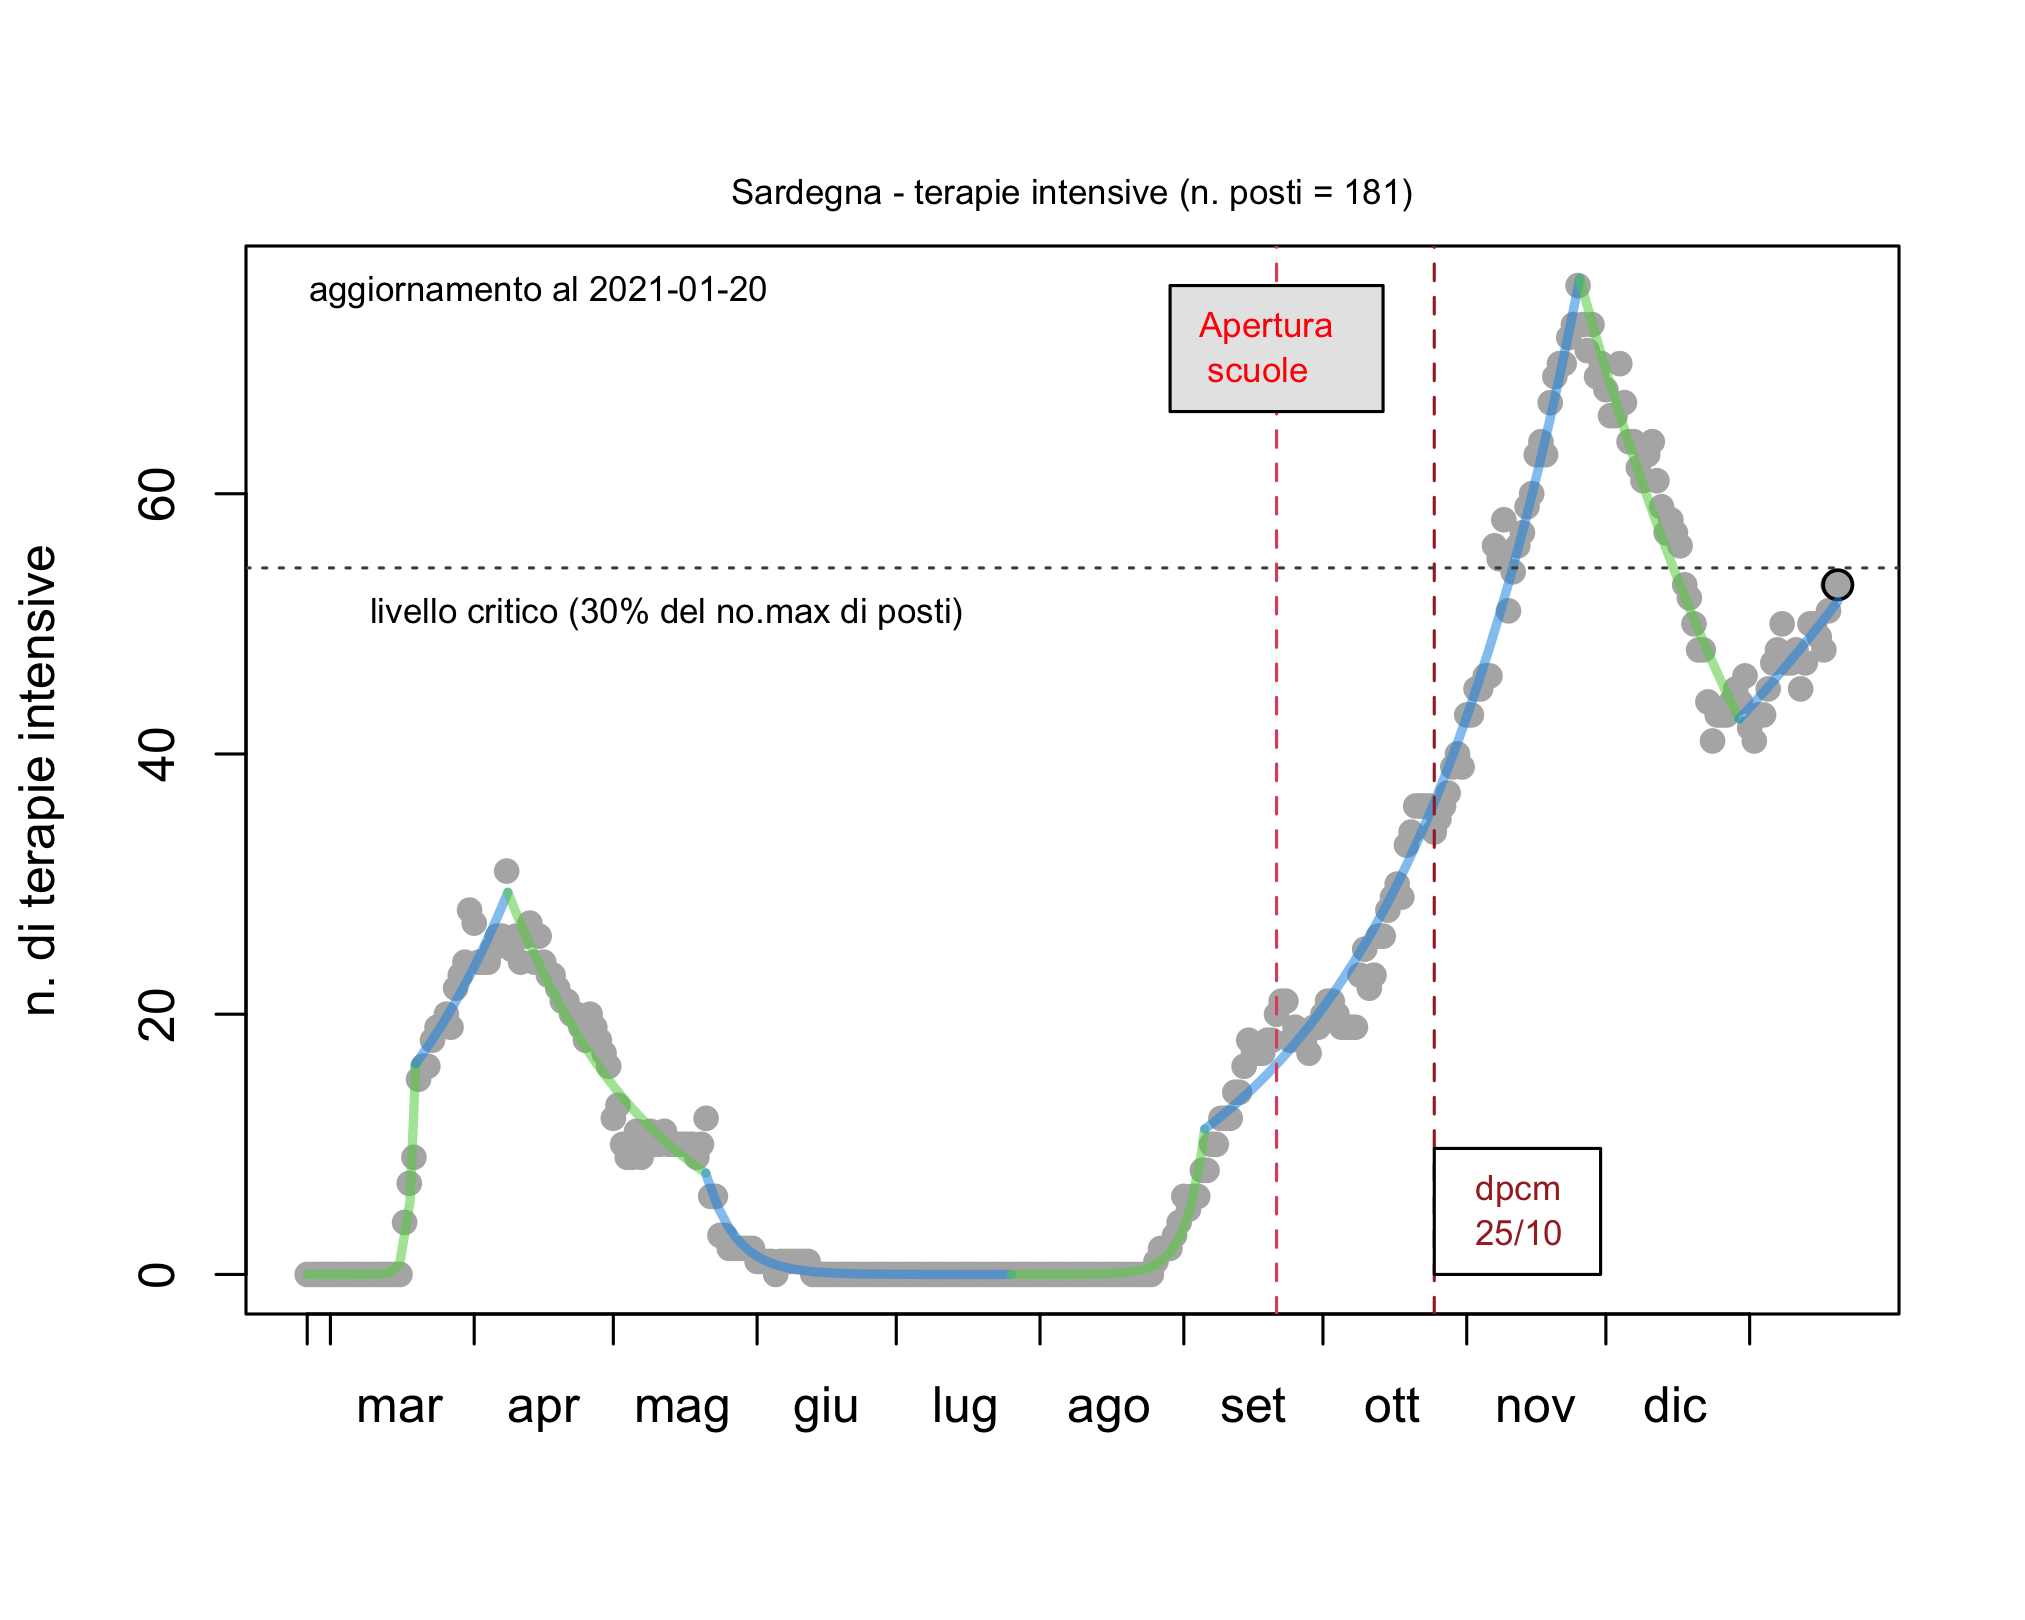 Sardegna - terapie intensive (n. posti = 181)
aggiornamento al 2021-01-20
Apertura
scuole
livello critico (30% del no.max di posti)
dpcm
25/10
n. di terapie intensive
0
20
40
60
mar apr mag giu lug ago set ott nov dic